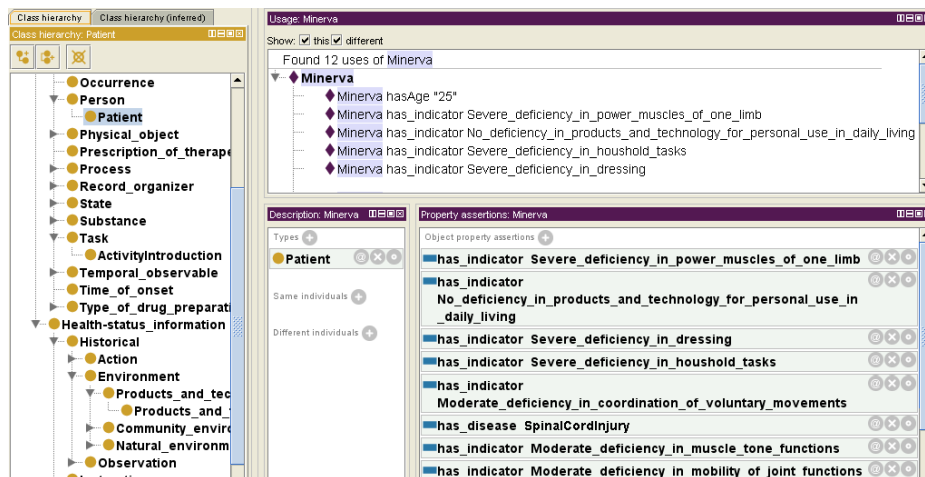 Class hierarchy
Class hierarchy (inferred)
Class hierarchy: Patient
Occurrence
Person
Patient
Physical_object
Prescription_of_therape
Process
Record_organizer
State
Substance
Task
ActivityIntroduction
Temporal_observable
Time_of_onset
Type_of_drug_preparati
Health-status_information
Historical
Action
Environment
Products_and_tec
Products_and_
Community_enviro
Natural_environm
Observation
Usage: Minerva
Show: this different
Found 12 uses of Minerva
Minerva
Minerva hasAge "25"
Minerva has_indicator Severe_deficiency_in_power_muscles_of_one_limb
Minerva has_indicator No_deficiency_in_products_and_technology_for_personal_use_in_daily_living
Minerva has_indicator Severe_deficiency_in_houshold_tasks
Minerva has_indicator Severe_deficiency_in_dressing
Description: Minerva
Types
Patient
Same individuals
Different individuals
Property assertions: Minerva
Object property assertions
has_indicator Severe_deficiency_in_power_muscles_of_one_limb
has_indicator
No_deficiency_in_products_and_technology_for_personal_use_in
_daily_living
has_indicator Severe_deficiency_in_dressing
has_indicator Severe_deficiency_in_houshold_tasks
has_indicator
Moderate_deficiency_in_coordination_of_voluntary_movements
has_disease SpinalCordInjury
has_indicator Moderate_deficiency_in_muscle_tone_functions
has_indicator Moderate_deficiency_in_mobility_of_joint_functions